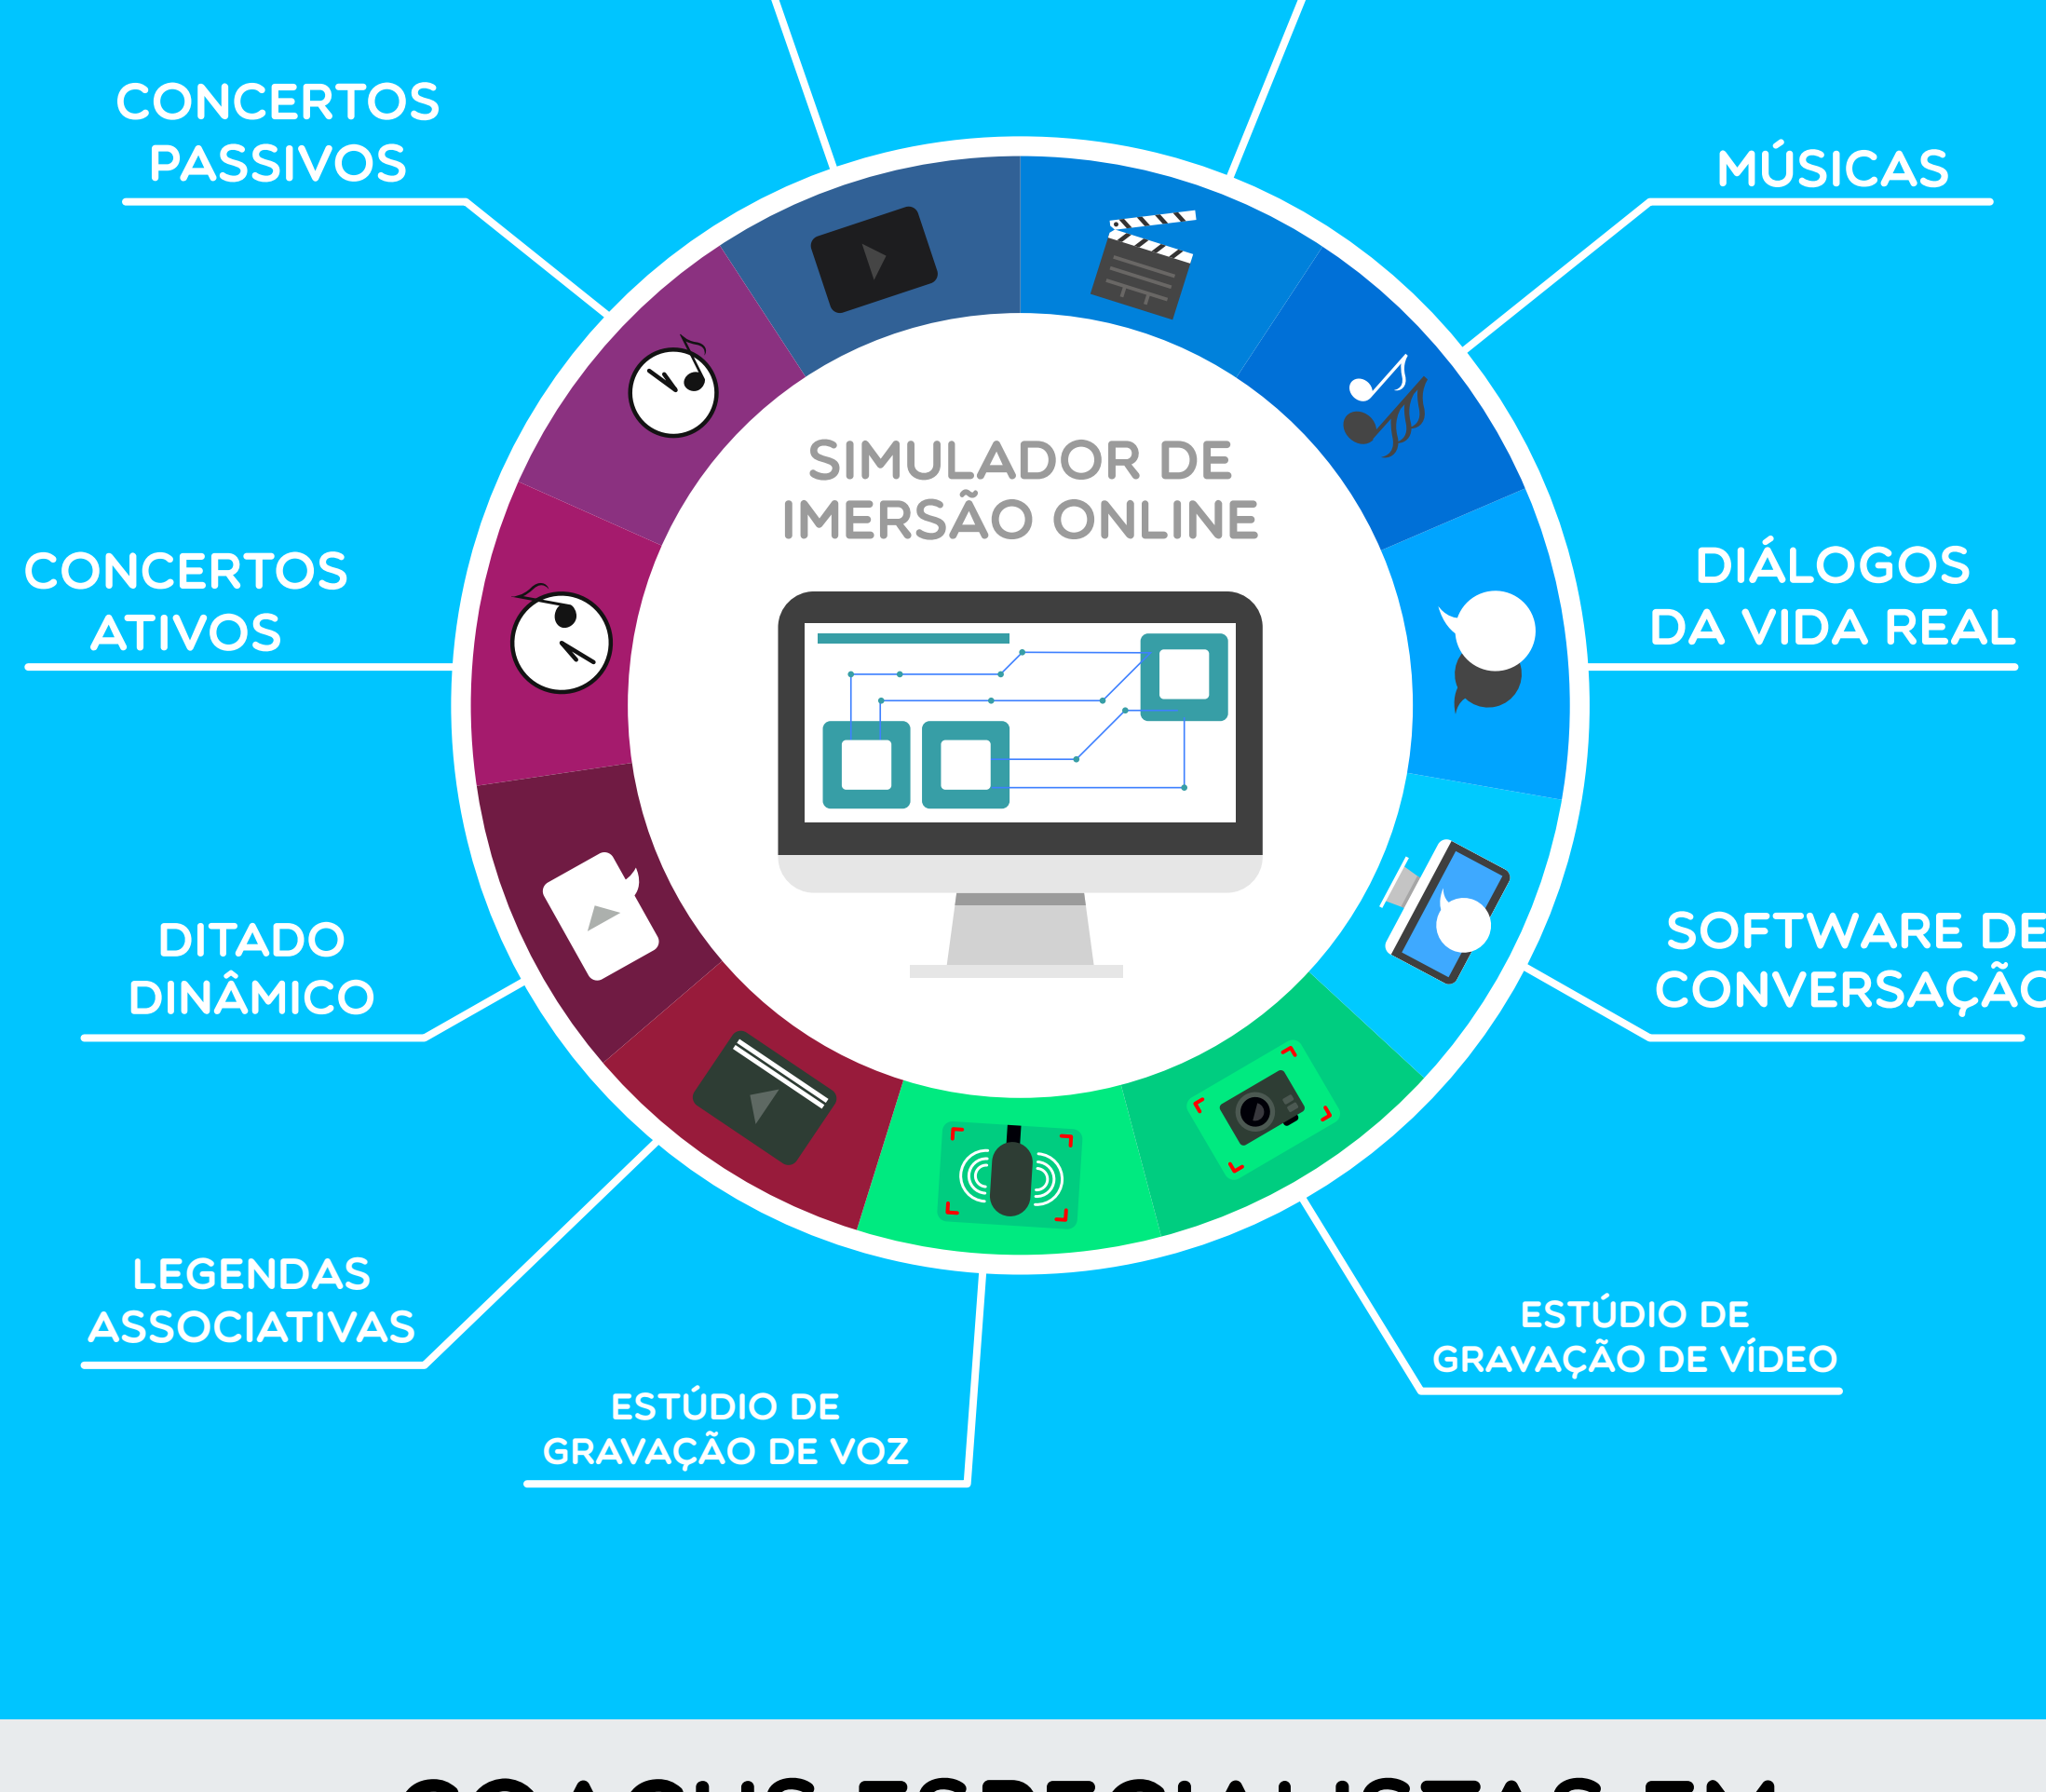 CONCERTOS
PASSIVOS
MÚSICAS
SIMULADOR DE
IMERSÃO ONLINE
CONCERTOS
ATIVOS
DIÁLOGOS
DA VIDA REAL
DITADO
DINÂMICO
SOFTWARE DE
CONVERSAÇÃO
LEGENDAS
ASSOCIATIVAS
ESTÚDIO DE
GRAVAÇÃO DE VÍDEO
ESTÚDIO DE
GRAVAÇÃO DE VOZ